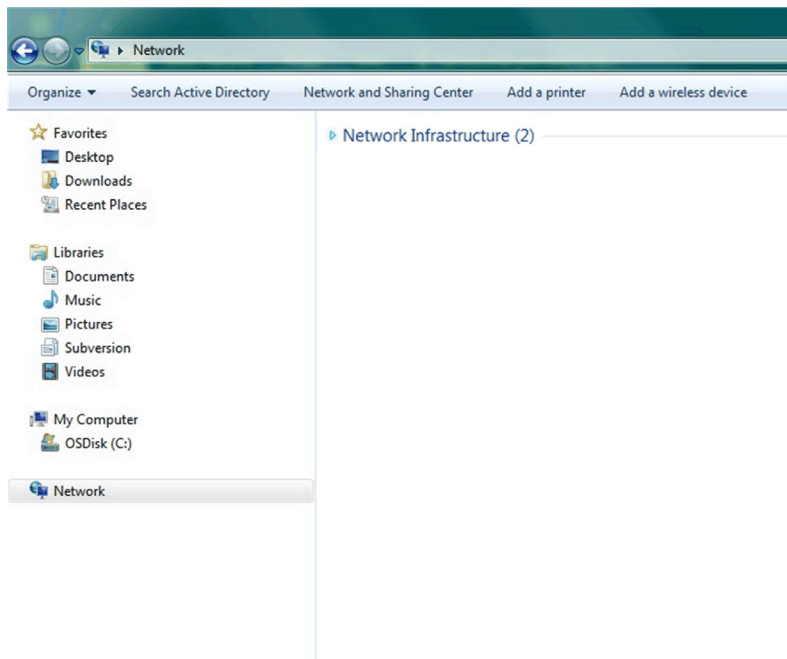 Network
Organize Search Active Directory Network and Sharing Center Add a printer Add a wireless device
Favorites
Desktop
Downloads
Recent Places
Libraries
Documents
Music
Pictures
Subversion
Videos
My Computer
OSDisk (C:)
Network
Network Infrastructure (2)